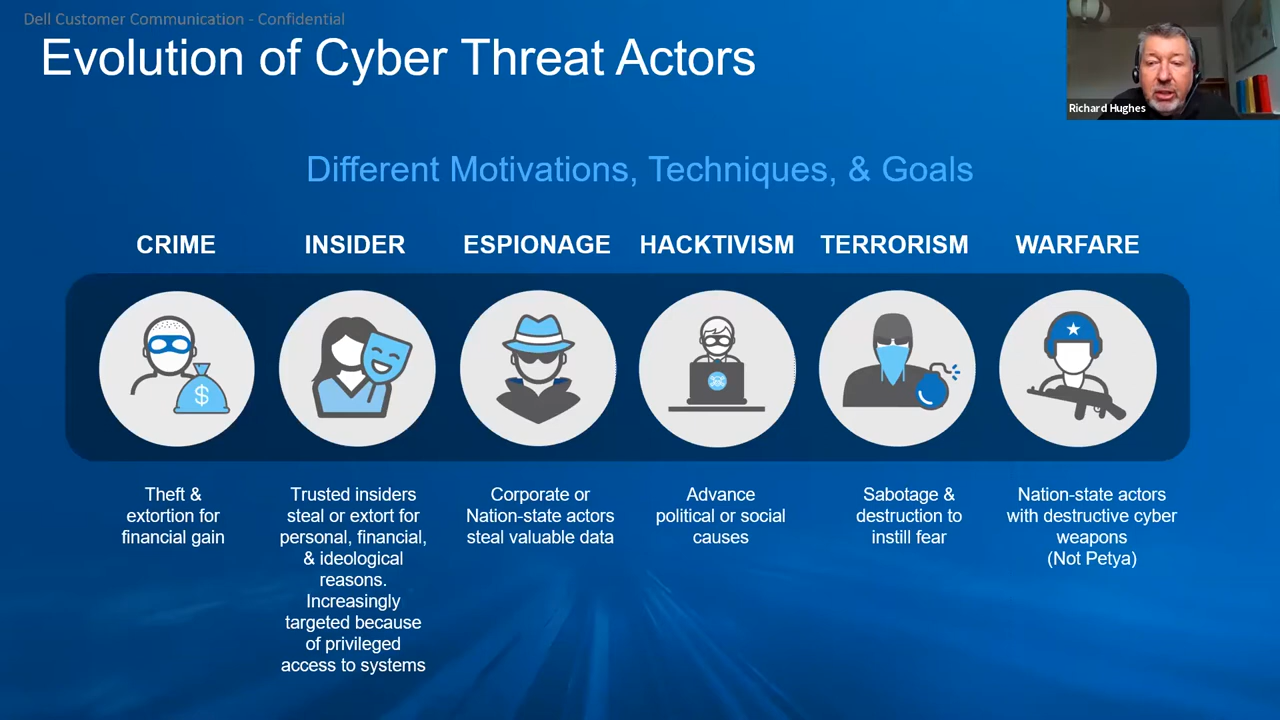 Dell Customer Communication - Confidential
Evolution of Cyber Threat Actors
Richard Hughes
Different Motivations, Techniques, & Goals
CRIME
INSIDER
ESPIONAGE
HACKTIVISM
TERRORISM
WARFARE
$
Theft &
extortion for
financial gain
Trusted insiders
steal or extort for
personal, financial,
& ideological
reasons.
Increasingly
targeted because
of privileged
access to systems
Corporate or
Nation-state actors
steal valuable data
Advance
political or social
causes
Sabotage &
destruction to
instill fear
Nation-state actors
with destructive cyber
weapons
(Not Petya)